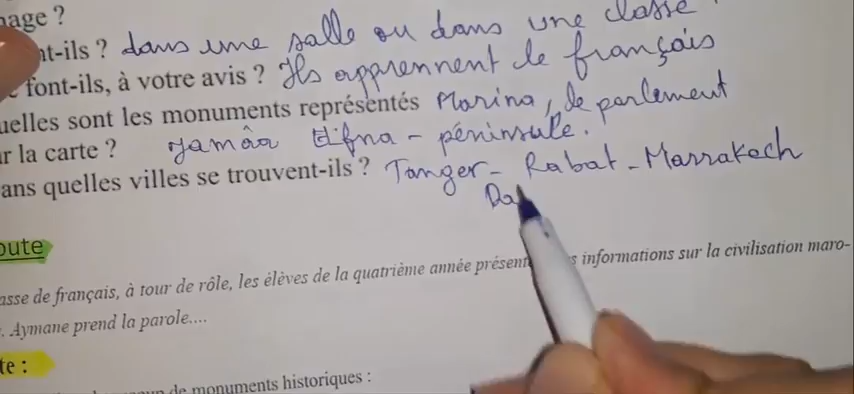 nage ?
nt-ils ? dans une salle ou dans une classe
font-ils, à votre avis ? Ils apprennent le français
uelles sont les monuments représentés Marina, le parlement
r la carte ? Jamâa Elfna - péninsule.
ans quelles villes se trouvent-ils ? Tanger - Rabat - Marrakech
Da
oute
asse de français, à tour de rôle, les élèves de la quatrième année présent s informations sur la civilisation maro-
. Aymane prend la parole....
te :
de monuments historiques :